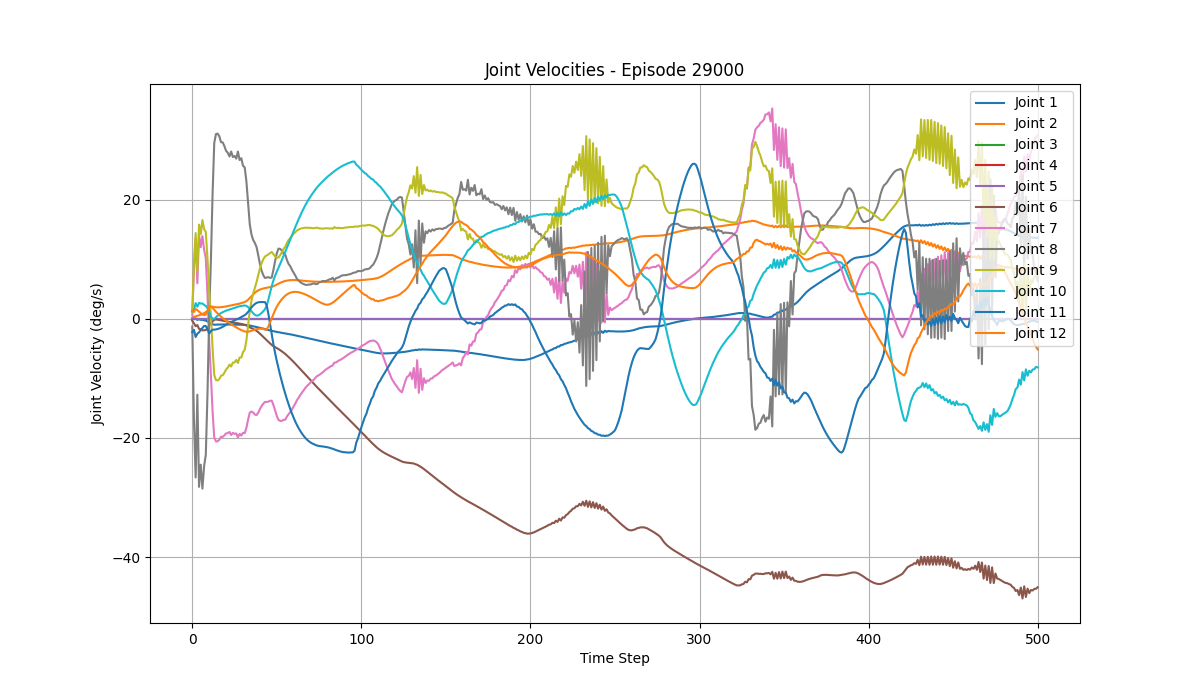 Joint Velocities - Episode 29000
Joint Velocity (deg/s)
20
0
−20
−40
0
100
200
300
400
500
Time Step
Joint 1
Joint 2
Joint 3
Joint 4
Joint 5
Joint 6
Joint 7
Joint 8
Joint 9
Joint 10
Joint 11
Joint 12